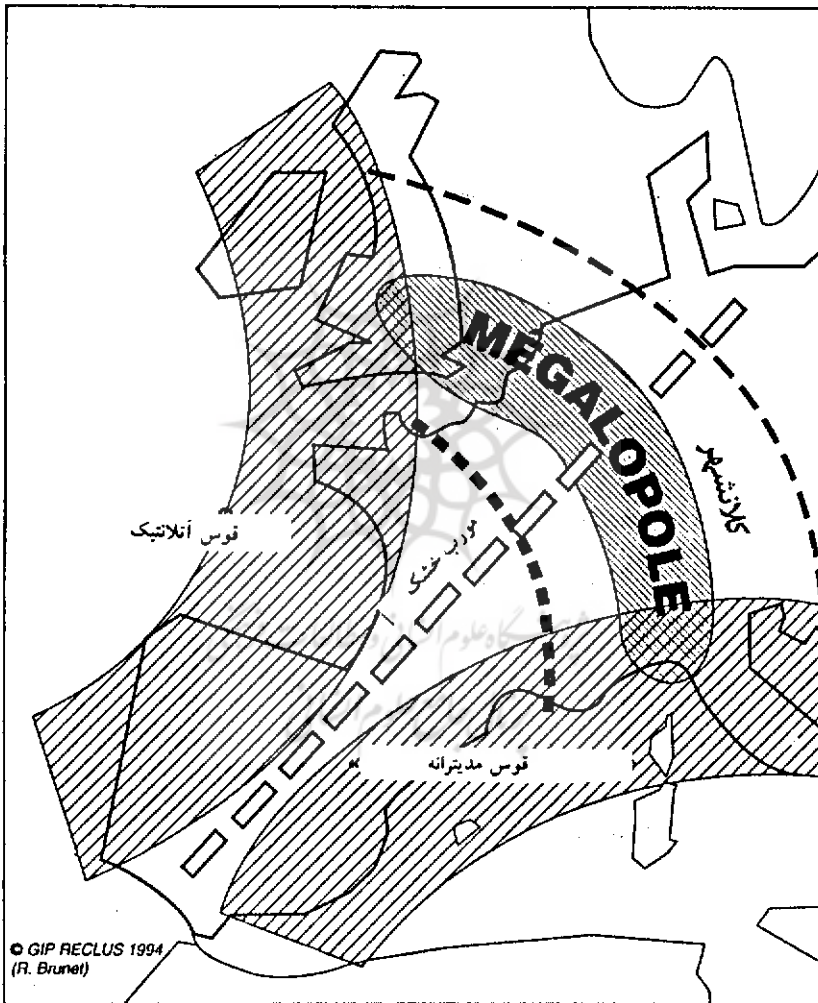 MEGALOPOLE
کلانشهر
قوس آتلانتیک
مورب خشک
قوس مدیترانه
© GIP RECLUS 1994
(R. Brunet)